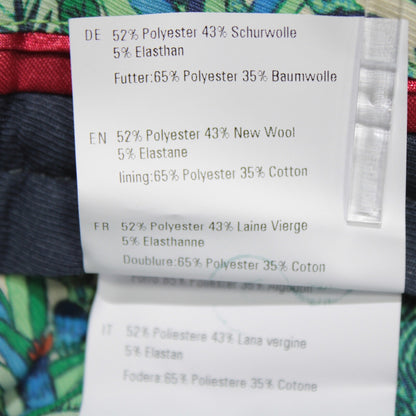 DE 52% Polyester 43% Schurwolle
5% Elasthan
Futter:65% Polyester 35% Baumwolle
EN 52% Polyester 43% New Wool
5% Elastane
lining:65% Polyester 35% Cotton
FR 52% Polyester 43% Laine Vierge
5% Elasthanne
Doublure:65% Polyester 35% Coton
35% Algodon
IT 52% Poliestere 43% Lana vergine
5% Elastan
Fodera:65% Poliestere 35% Cotone